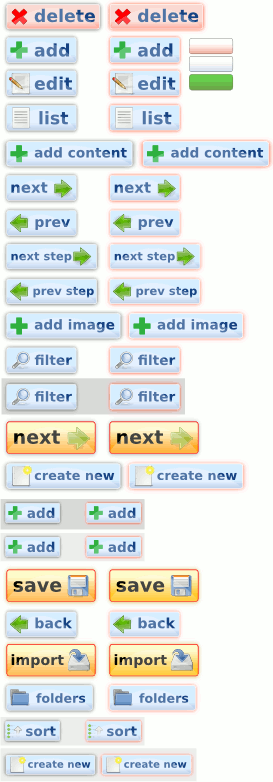 delete delete
add add
edit edit
list list
add content add content
next next
prev prev
next step next step
prev step prev step
add image add image
filter filter
filter filter
next next
create new create new
add add
add add
save save
back back
import import
folders folders
sort sort
create new create new